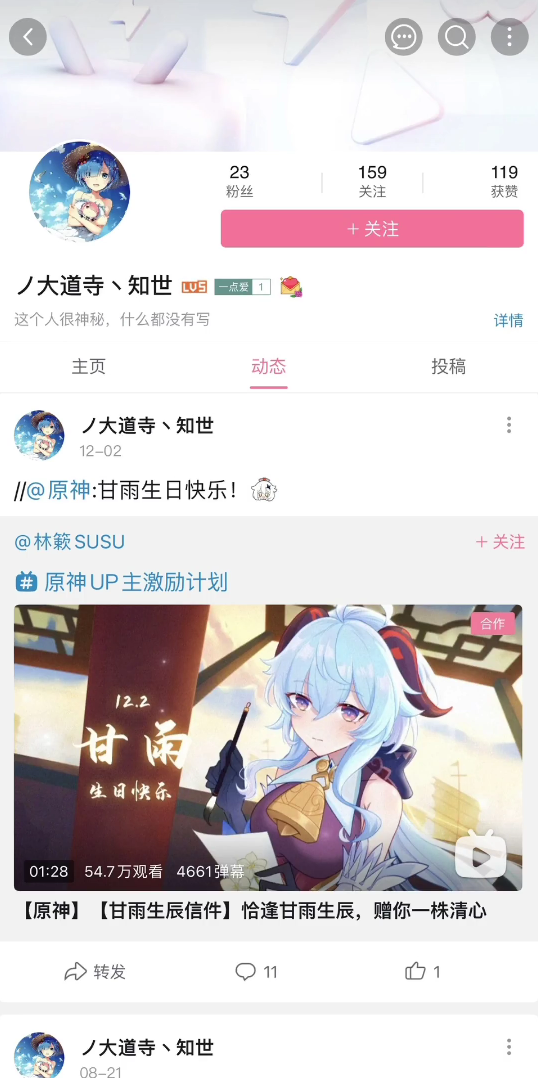 23
粉丝
159
关注
119
获赞
+ 关注
ノ大道寺丶知世 LV5 一点爱 1
这个人很神秘，什么都没有写
详情
主页
动态
投稿
ノ大道寺丶知世
12-02
//@原神:甘雨生日快乐！
@林簌SUSU
+ 关注
# 原神UP主激励计划
合作
12.2
甘雨
生日快乐
01:28 54.7万观看 4661弹幕
【原神】【甘雨生辰信件】恰逢甘雨生辰，赠你一株清心
转发
11
1
ノ大道寺丶知世
08-21